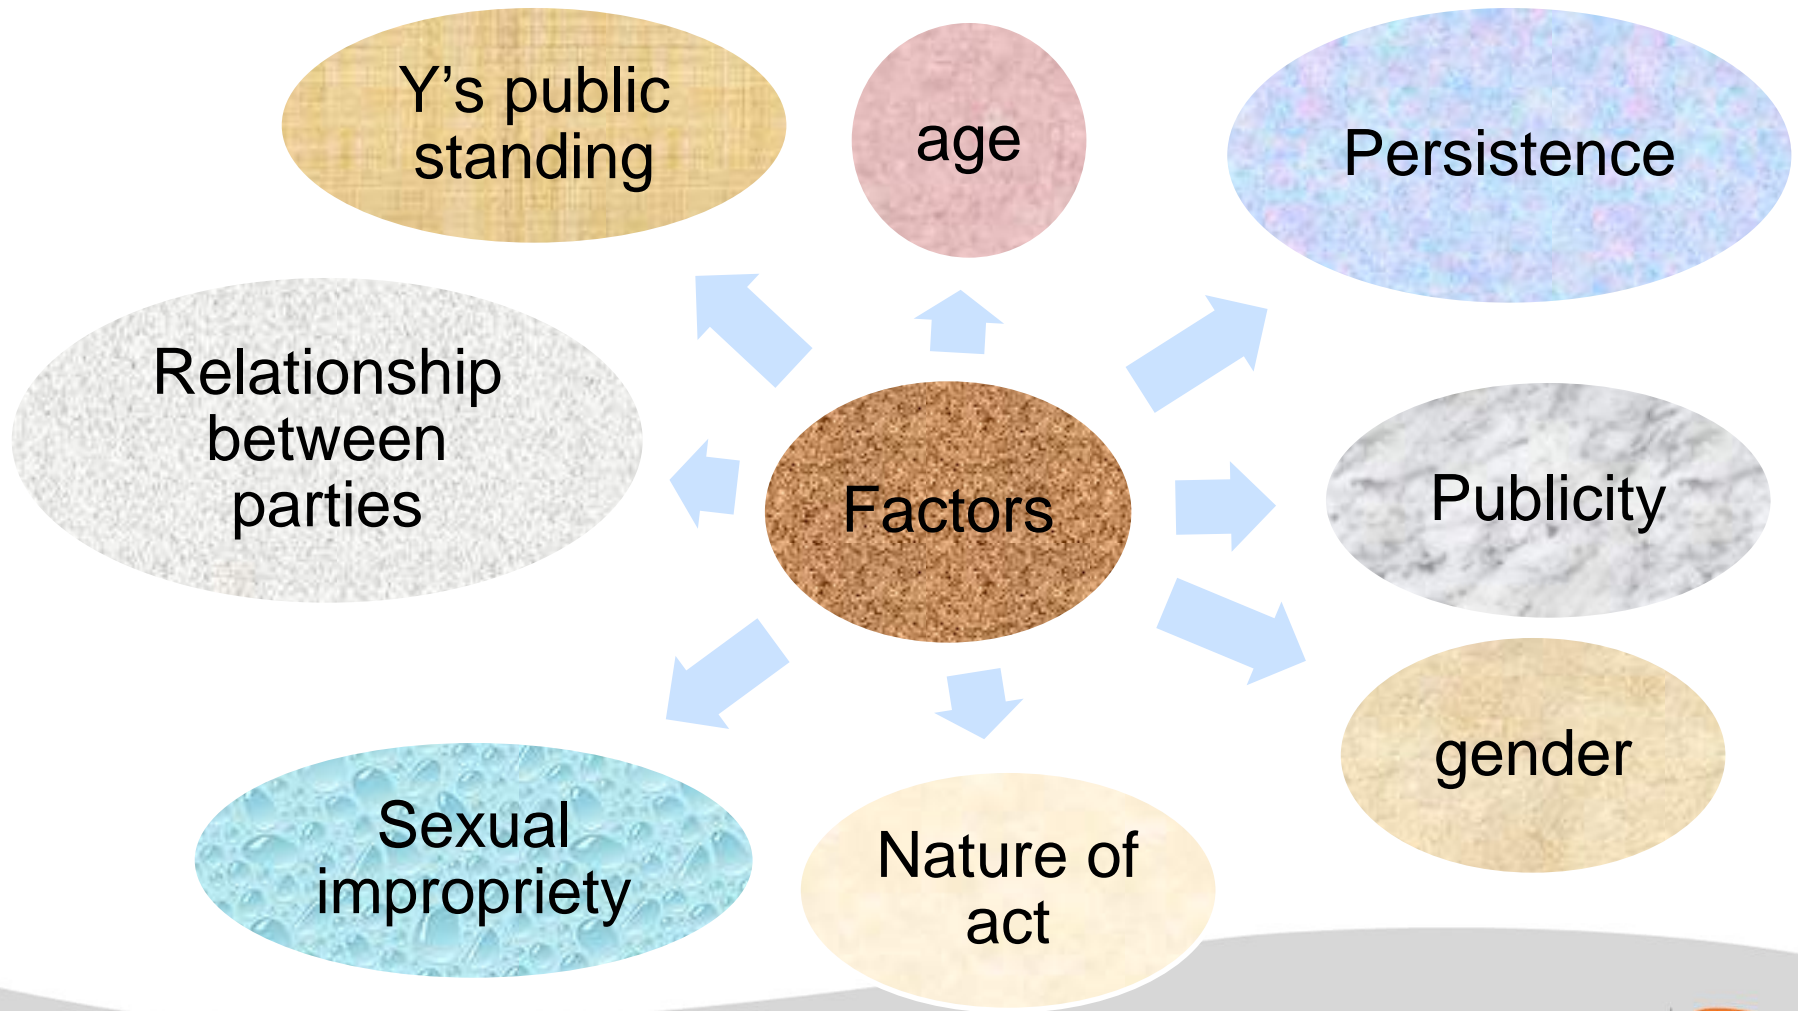 Y’s public
standing
age
Persistence
Relationship
between
parties
Factors
Publicity
gender
Sexual
impropriety
Nature of
act